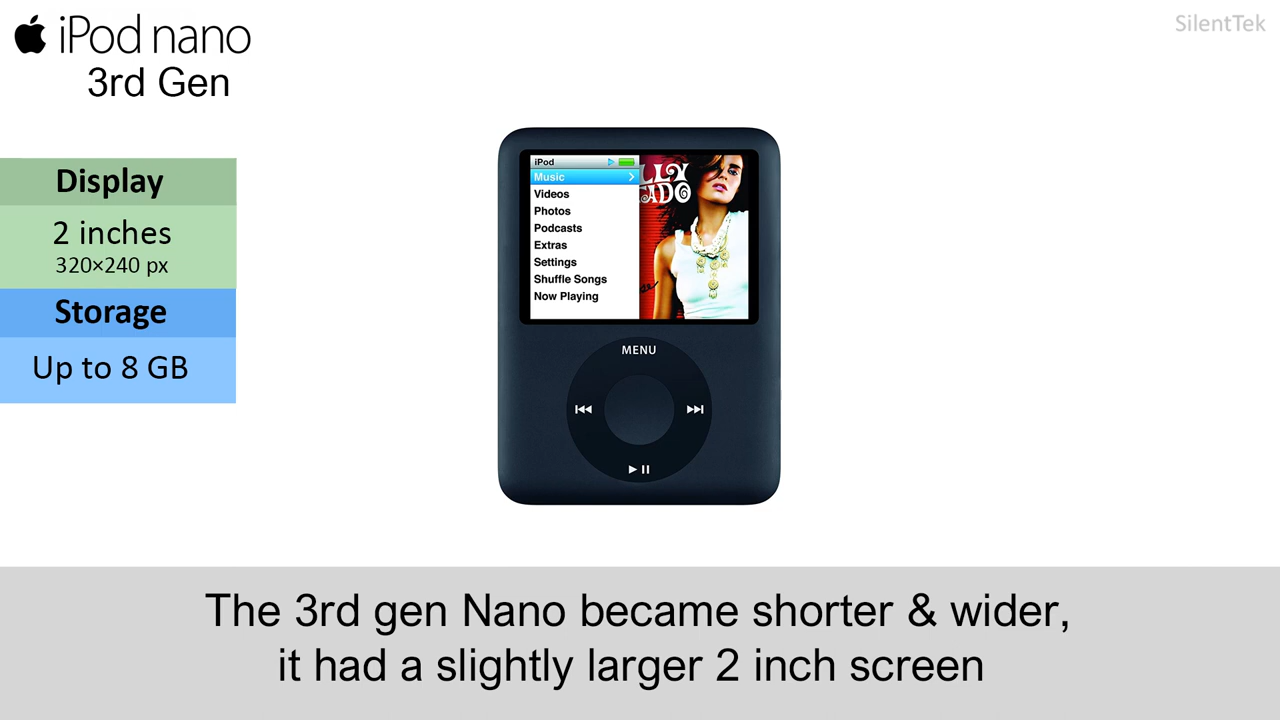 iPod nano
3rd Gen
SilentTek
Display
2 inches
320×240 px
Storage
Up to 8 GB
iPod
Music
Videos
Photos
Podcasts
Extras
Settings
Shuffle Songs
Now Playing
MENU
The 3rd gen Nano became shorter & wider,
it had a slightly larger 2 inch screen